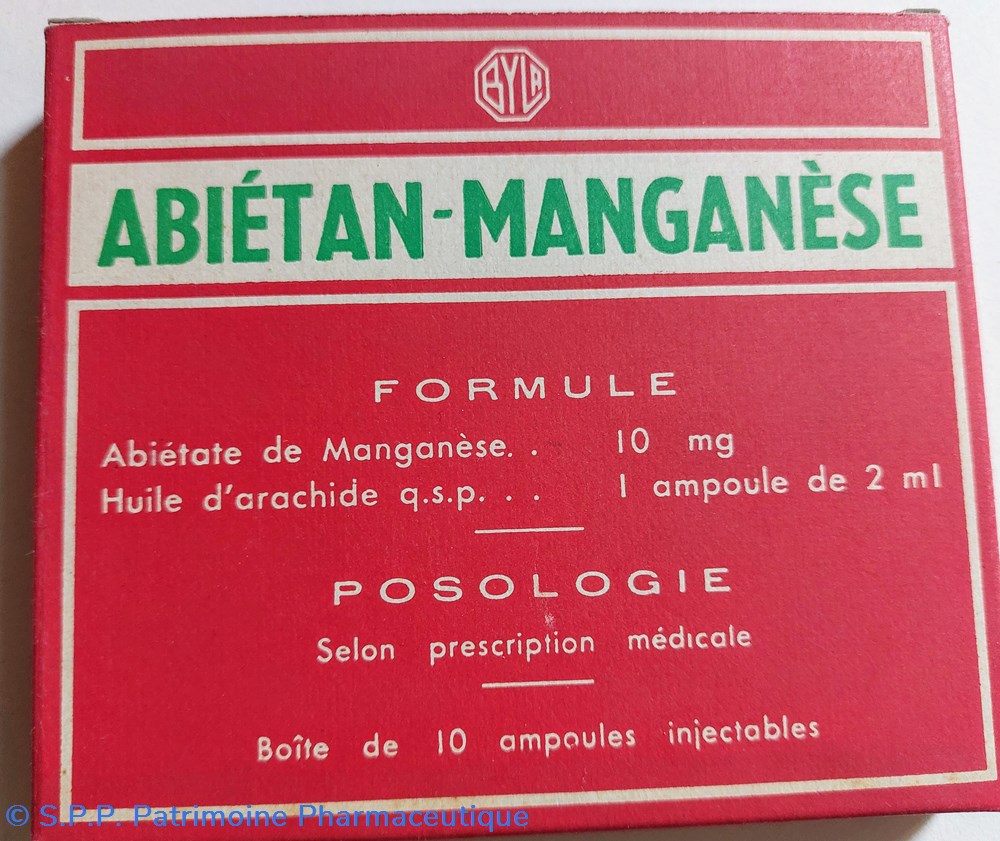 BYLA
ABIÉTAN-MANGANÈSE
FORMULE
Abiétate de Manganèse. . 10 mg
Huile d'arachide q.s.p. . . 1 ampoule de 2 ml
POSOLOGIE
Selon prescription médicale
Boîte de 10 ampoules injectables
© S.P.P. Patrimoine Pharmaceutique